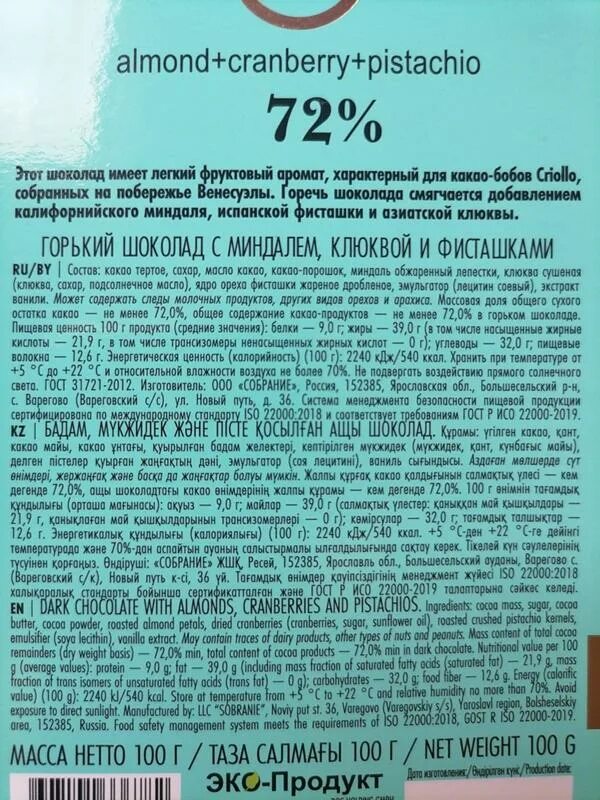 almond+cranberry+pistachio
72%
Этот шоколад имеет легкий фруктовый аромат, характерный для какао-бобов Criollo,
собранных на побережье Венесуэлы. Горечь шоколада смягчается добавлением
калифорнийского миндаля, испанской фисташки и азиатской клюквы.
ГОРЬКИЙ ШОКОЛАД С МИНДАЛЕМ, КЛЮКВОЙ И ФИСТАШКАМИ
RU/BY | Состав: какао тертое, сахар, масло какао, какао-порошок, миндаль обжаренный лепестки, клюква сушеная
(клюква, сахар, подсолнечное масло), ядро ореха фисташки жареное дробленое, эмульгатор (лецитин соевый), экстракт
ванили. Может содержать следы молочных продуктов, других видов орехов и арахиса. Массовая доля общего сухого
остатка какао — не менее 72,0%, общее содержание какао-продуктов — не менее 72,0% в горьком шоколаде.
Пищевая ценность 100 г продукта (средние значения): белки — 9,0 г; жиры — 39,0 г (в том числе насыщенные жирные
кислоты — 21,9 г, в том числе трансизомеры ненасыщенных жирных кислот — 0 г); углеводы — 32,0 г; пищевые
волокна — 12,6 г. Энергетическая ценность (калорийность) (100 г): 2240 кДж/540 ккал. Хранить при температуре от
+5 °С до +22 °С и относительной влажности воздуха не более 70%. Не подвергать воздействию прямого солнечного
света. ГОСТ 31721-2012. Изготовитель: ООО «СОБРАНИЕ», Россия, 152385, Ярославская обл., Большесельский р-н,
с. Варегово (Вареговский с/с), ул. Новый путь, д. 36. Система менеджмента безопасности пищевой продукции
сертифицирована по международному стандарту ISO 22000:2018 и соответствует требованиям ГОСТ Р ИСО 22000-2019.
KZ | БАДАМ, МҮКЖИДЕК ЖӘНЕ ПІСТЕ ҚОСЫЛҒАН АЩЫ ШОКОЛАД. Құрамы: үгілген какао, қант,
какао майы, какао ұнтағы, қуырылған бадам желектері, кептірілген мүкжидек (мүкжидек, қант, күнбағыс майы),
делген пістелер қуырған жаңғақтың дәні, эмульгатор (соя лецитині), ваниль сығындысы. Аздаған мөлшерде сүт
өнімдері, жержаңғақ және басқа да жаңғақтар болуы мүмкін. Жалпы құрғақ какао қалдығының салмақтық үлесі — кем
дегенде 72,0%, ащы шоколадтағы какао өнімдерінің жалпы құрамы — кем дегенде 72,0%. 100 г өнімнің тағамдық
құндылығы (орташа мағынасы): ақуыз — 9,0 г; майлар — 39,0 г (салмақтық үлестер: қаныққан май қышқылдары —
21,9 г, қанықпаған май қышқылдарының трансизомерлері — 0 г); көмірсулар — 32,0 г; тағамдық талшықтар —
12,6 г. Энергетикалық құндылығы (калориялығы) (100 г): 2240 кДж/540 ккал. +5 °С-ден +22 °С-ге дейінгі
температурада және 70%-дан аспайтын ауаның салыстырмалы ылғалдылығында сақтау керек. Тікелей күн сәулелерінің
түсуінен қорғаңыз. Өндіруші: «СОБРАНИЕ» ЖШҚ, Ресей, 152385, Ярославль обл., Большесельский ауданы, Варегово с.
(Вареговский с/к), Новый путь к-сі, 36 үй. Тағамдық өнімдер қауіпсіздігінің менеджмент жүйесі ISO 22000:2018
халықаралық стандарты бойынша сертификатталған және ГОСТ Р ИСО 22000-2019 талаптарына сәйкес келеді.
EN | DARK CHOCOLATE WITH ALMONDS, CRANBERRIES AND PISTACHIOS. Ingredients: cocoa mass, sugar, cocoa
butter, cocoa powder, roasted almond petals, dried cranberries (cranberries, sugar, sunflower oil), roasted crushed pistachio kernels,
emulsifier (soya lecithin), vanilla extract. May contain traces of dairy products, other types of nuts and peanuts. Mass content of total cocoa
remainders (dry weight basis) — 72,0% min, total content of cocoa products — 72,0% min in dark chocolate. Nutritional value per 100
g (average values): protein — 9,0 g; fat — 39,0 g (including mass fraction of saturated fatty acids (saturated fat) — 21,9 g, mass
fraction of trans isomers of unsaturated fatty acids (trans fat) — 0 g); carbohydrates — 32,0 g; food fiber — 12,6 g. Energy (calorific
value) (100 g): 2240 kJ/540 kcal. Store at temperature from +5 °C to +22 °C and relative humidity no more than 70%. Avoid
exposure to direct sunlight. Manufactured by: LLC "SOBRANIE", Noviy put st. 36, Varegovo (Varegovskiy s/s), Yaroslavl region, Bolsheselskiy
area, 152385, Russia. Food safety management system meets the requirements of ISO 22000:2018, GOST R ISO 22000-2019.
МАССА НЕТТО 100 Г / ТАЗА САЛМАҒЫ 100 Г / NET WEIGHT 100 G
ЭКО-Продукт
Дата изготовления:/Өндірілген күні:/Production date: